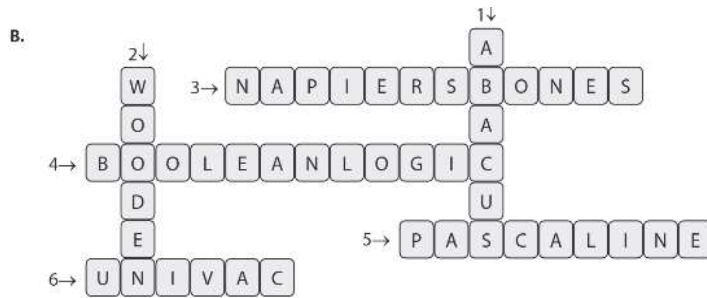 B.
1↓
A
2↓
W 3→ N A P I E R S B O N E S
O A
4→ B O O L E A N L O G I C
D U
E 5→ P A S C A L I N E
6→ U N I V A C